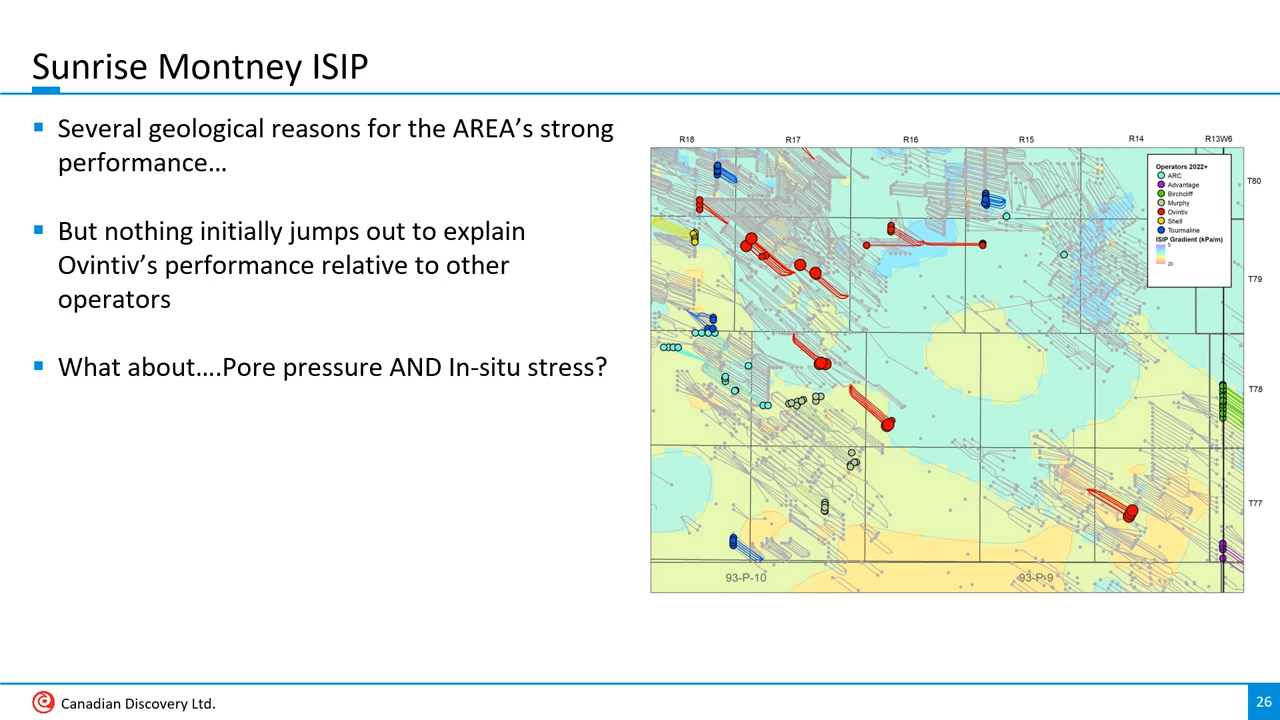 Sunrise Montney ISIP
Several geological reasons for the AREA’s strong
performance…
But nothing initially jumps out to explain
Ovintiv’s performance relative to other
operators
What about….Pore pressure AND In-situ stress?
R18 R17 R16 R15 R14 R13W6
Operators 2022+
ARC
Advantage
Birchcliff
Murphy
Ovintiv
Shell
Tourmaline
ISIP Gradient (kPa/m)
5
20
T80
T79
T78
T77
93-P-10 93-P-9
Canadian Discovery Ltd.
26